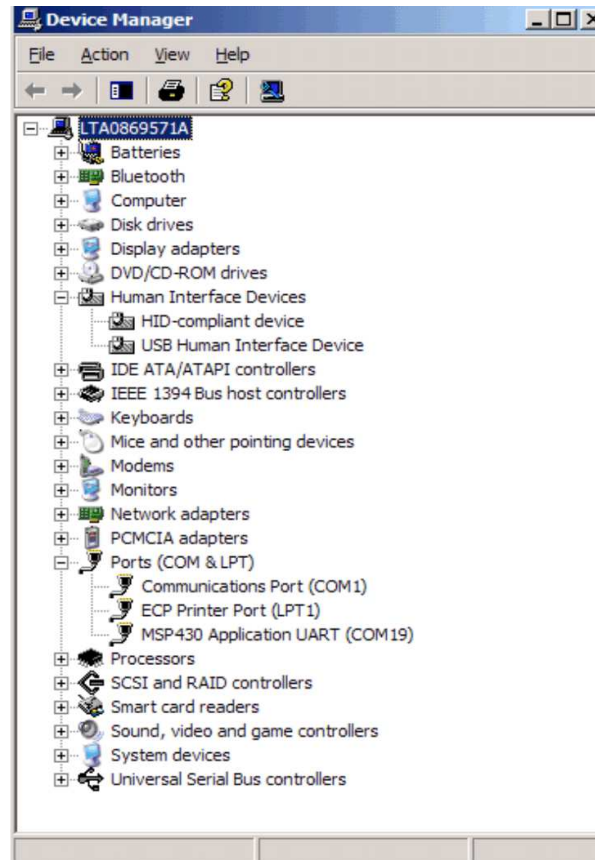 Device Manager
File Action View Help
LTA0869571A
Batteries
Bluetooth
Computer
Disk drives
Display adapters
DVD/CD-ROM drives
Human Interface Devices
HID-compliant device
USB Human Interface Device
IDE ATA/ATAPI controllers
IEEE 1394 Bus host controllers
Keyboards
Mice and other pointing devices
Modems
Monitors
Network adapters
PCMCIA adapters
Ports (COM & LPT)
Communications Port (COM1)
ECP Printer Port (LPT1)
MSP430 Application UART (COM19)
Processors
SCSI and RAID controllers
Smart card readers
Sound, video and game controllers
System devices
Universal Serial Bus controllers